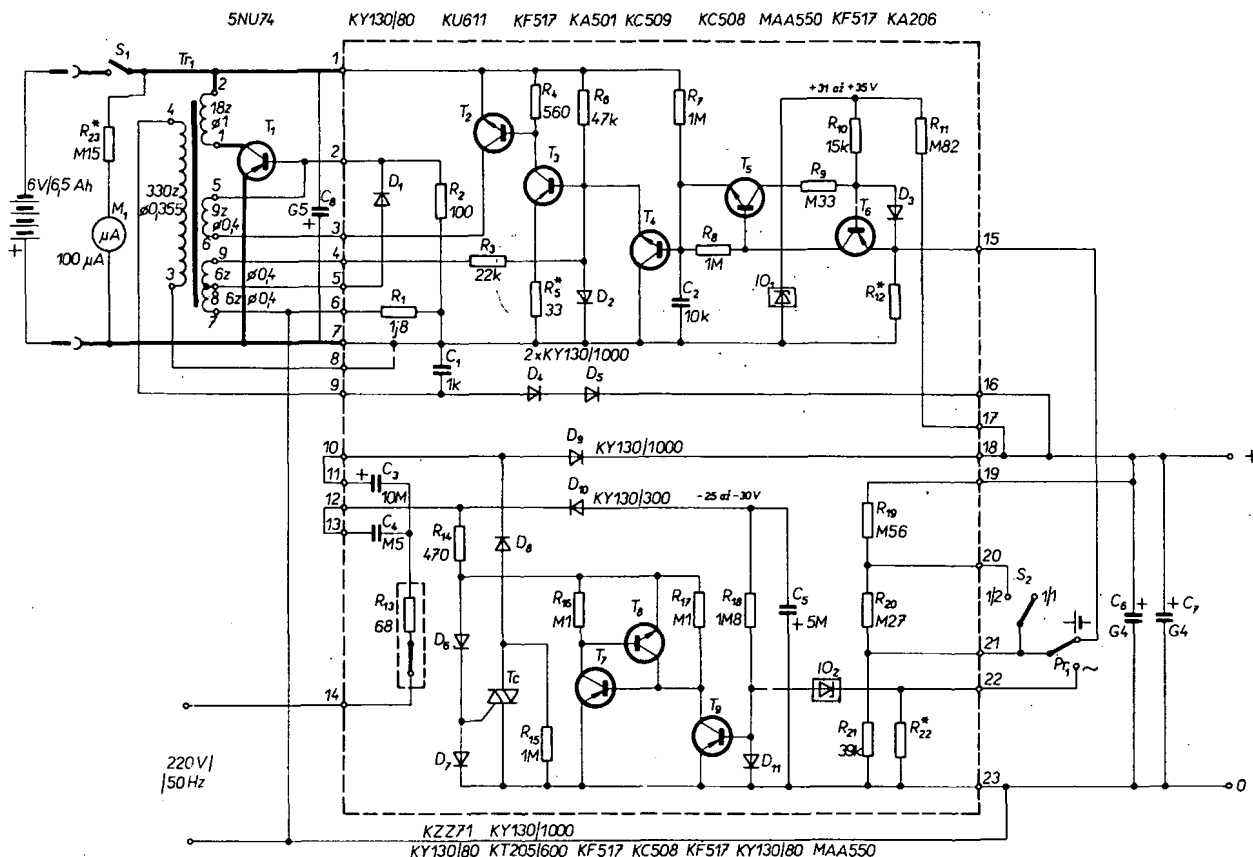 5NU74 KY130/80 KU611 KF517 KA501 KC509 KC508 MAA550 KF517 KA206
S1
Tr1
1
2
18z
ø1
1
4
R23*
M15
T1
2
330z
ø0,355
5
9z
ø0,4
6
3
C8
G5
+
D1
R2
100
6V/6,5 Ah
+
M1
µA
100 µA
9
6z
ø0,4
8
6z ø0,4
7
3
4
5
6
7
8
9
R1
1j8
C1
1k
T2
R4
560
R6
47k
R7
1M
T3
R3
22k
R5*
33
D2
T4
R8
1M
C2
10k
T5
R9
M33
+31 až +35 V
R10
15k
R11
M82
D3
T6
IO1
R12*
15
2xKY130/1000
D4
D5
16
17
18
19
10
11
12
13
D9
KY130/1000
+
C3
10M
D10
KY130/300
-25 až -30 V
C4
M5
R14
470
D8
R13
68
D6
D7
Tc
R15
1M
R16
M1
T8
R17
M1
T7
T9
R18
1M8
C5
+ 5M
D11
IO2
R19
M56
R20
M27
R21
39k
R22*
20
21
22
23
S2
1/2
1/1
Př1
~
C6
G4
+
+ C7
G4
+
0
14
220 V/
/50 Hz
KZZ71 KY130/1000
KY130/80 KT205/600 KF517 KC508 KF517 KY130/80 MAA550